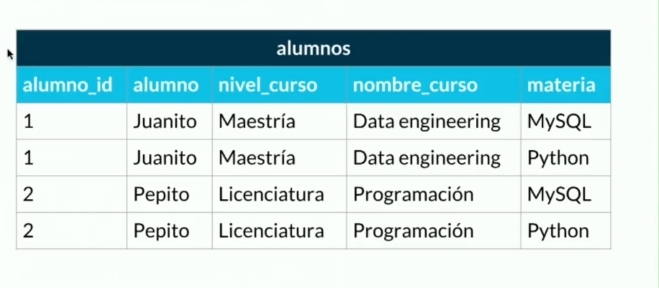 alumnos
alumno_id alumno nivel_curso nombre_curso materia
1 Juanito Maestría Data engineering MySQL
1 Juanito Maestría Data engineering Python
2 Pepito Licenciatura Programación MySQL
2 Pepito Licenciatura Programación Python